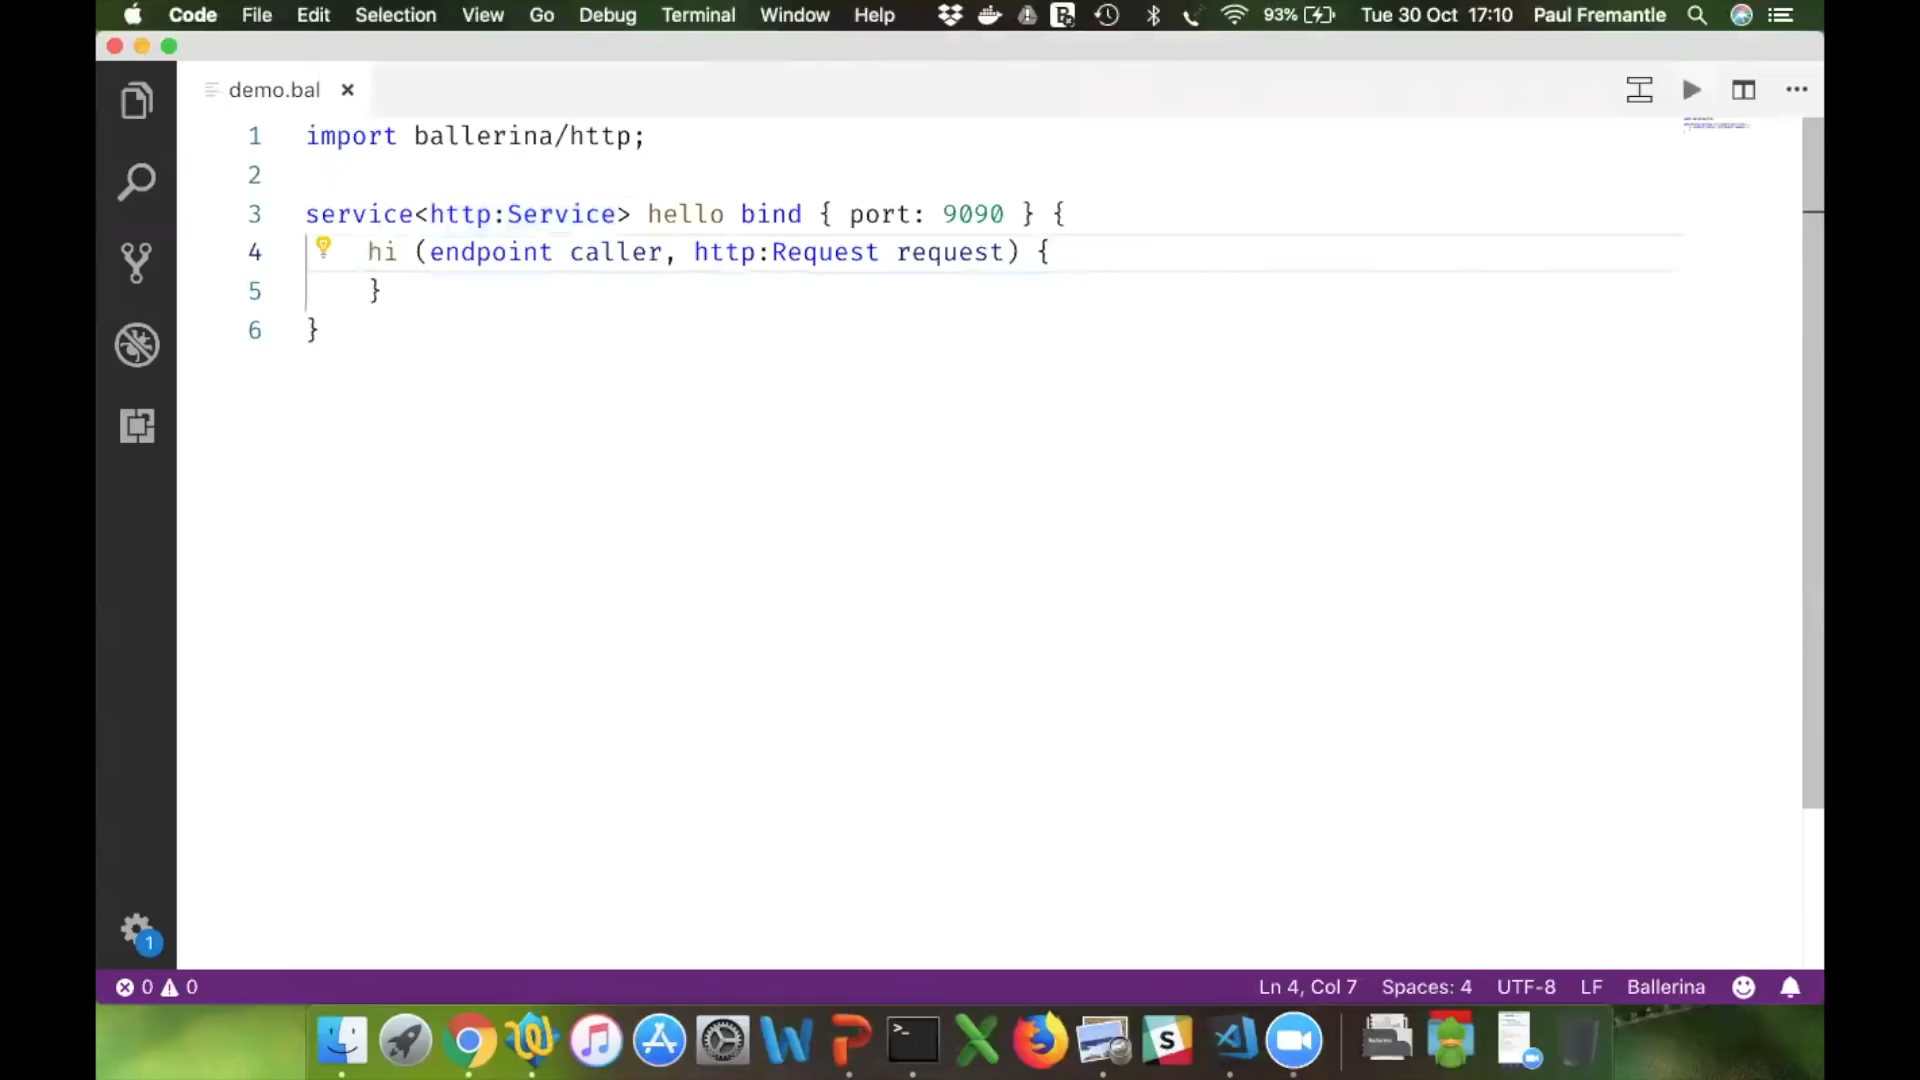 Code File Edit Selection View Go Debug Terminal Window Help 93% Tue 30 Oct 17:10 Paul Fremantle
demo.bal
1 import ballerina/http;
2
3 service<http:Service> hello bind { port: 9090 } {
4 hi (endpoint caller, http:Request request) {
5 }
6 }
1
0 0 Ln 4, Col 7 Spaces: 4 UTF-8 LF Ballerina